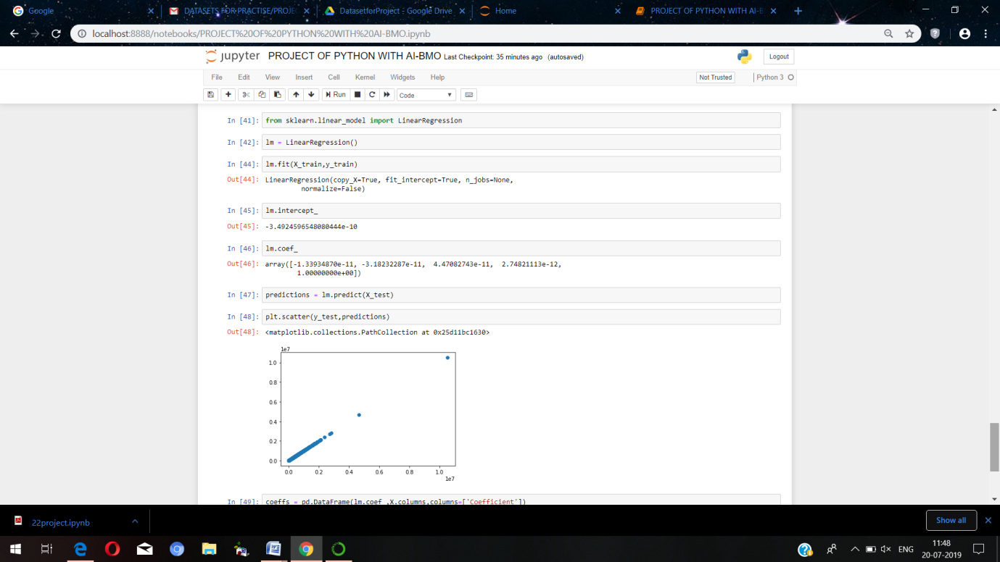 Google
DATASETS FOR PRACTISE/PROJE
DatasetforProject - Google Drive
Home
PROJECT OF PYTHON WITH AI-B
localhost:8888/notebooks/PROJECT%20OF%20PYTHON%20WITH%20AI-BMO.ipynb
jupyter PROJECT OF PYTHON WITH AI-BMO Last Checkpoint: 35 minutes ago (autosaved)
Logout
File Edit View Insert Cell Kernel Widgets Help
Not Trusted
Python 3
Run
Code
In [41]: from sklearn.linear_model import LinearRegression
In [42]: lm = LinearRegression()
In [44]: lm.fit(X_train,y_train)
Out[44]: LinearRegression(copy_X=True, fit_intercept=True, n_jobs=None,
normalize=False)
In [45]: lm.intercept_
Out[45]: -3.4924596548080444e-10
In [46]: lm.coef_
Out[46]: array([-1.33934870e-11, -3.18232287e-11, 4.47082743e-11, 2.74821113e-12,
1.00000000e+00])
In [47]: predictions = lm.predict(X_test)
In [48]: plt.scatter(y_test,predictions)
Out[48]: <matplotlib.collections.PathCollection at 0x25d11bc1630>
1e7
1.0
0.8
0.6
0.4
0.2
0.0
0.0 0.2 0.4 0.6 0.8 1.0
1e7
In [49]: coeffs = pd.DataFrame(lm.coef_,X.columns,columns=['Coefficient'])
22project.ipynb
Show all
ENG
11:48
20-07-2019